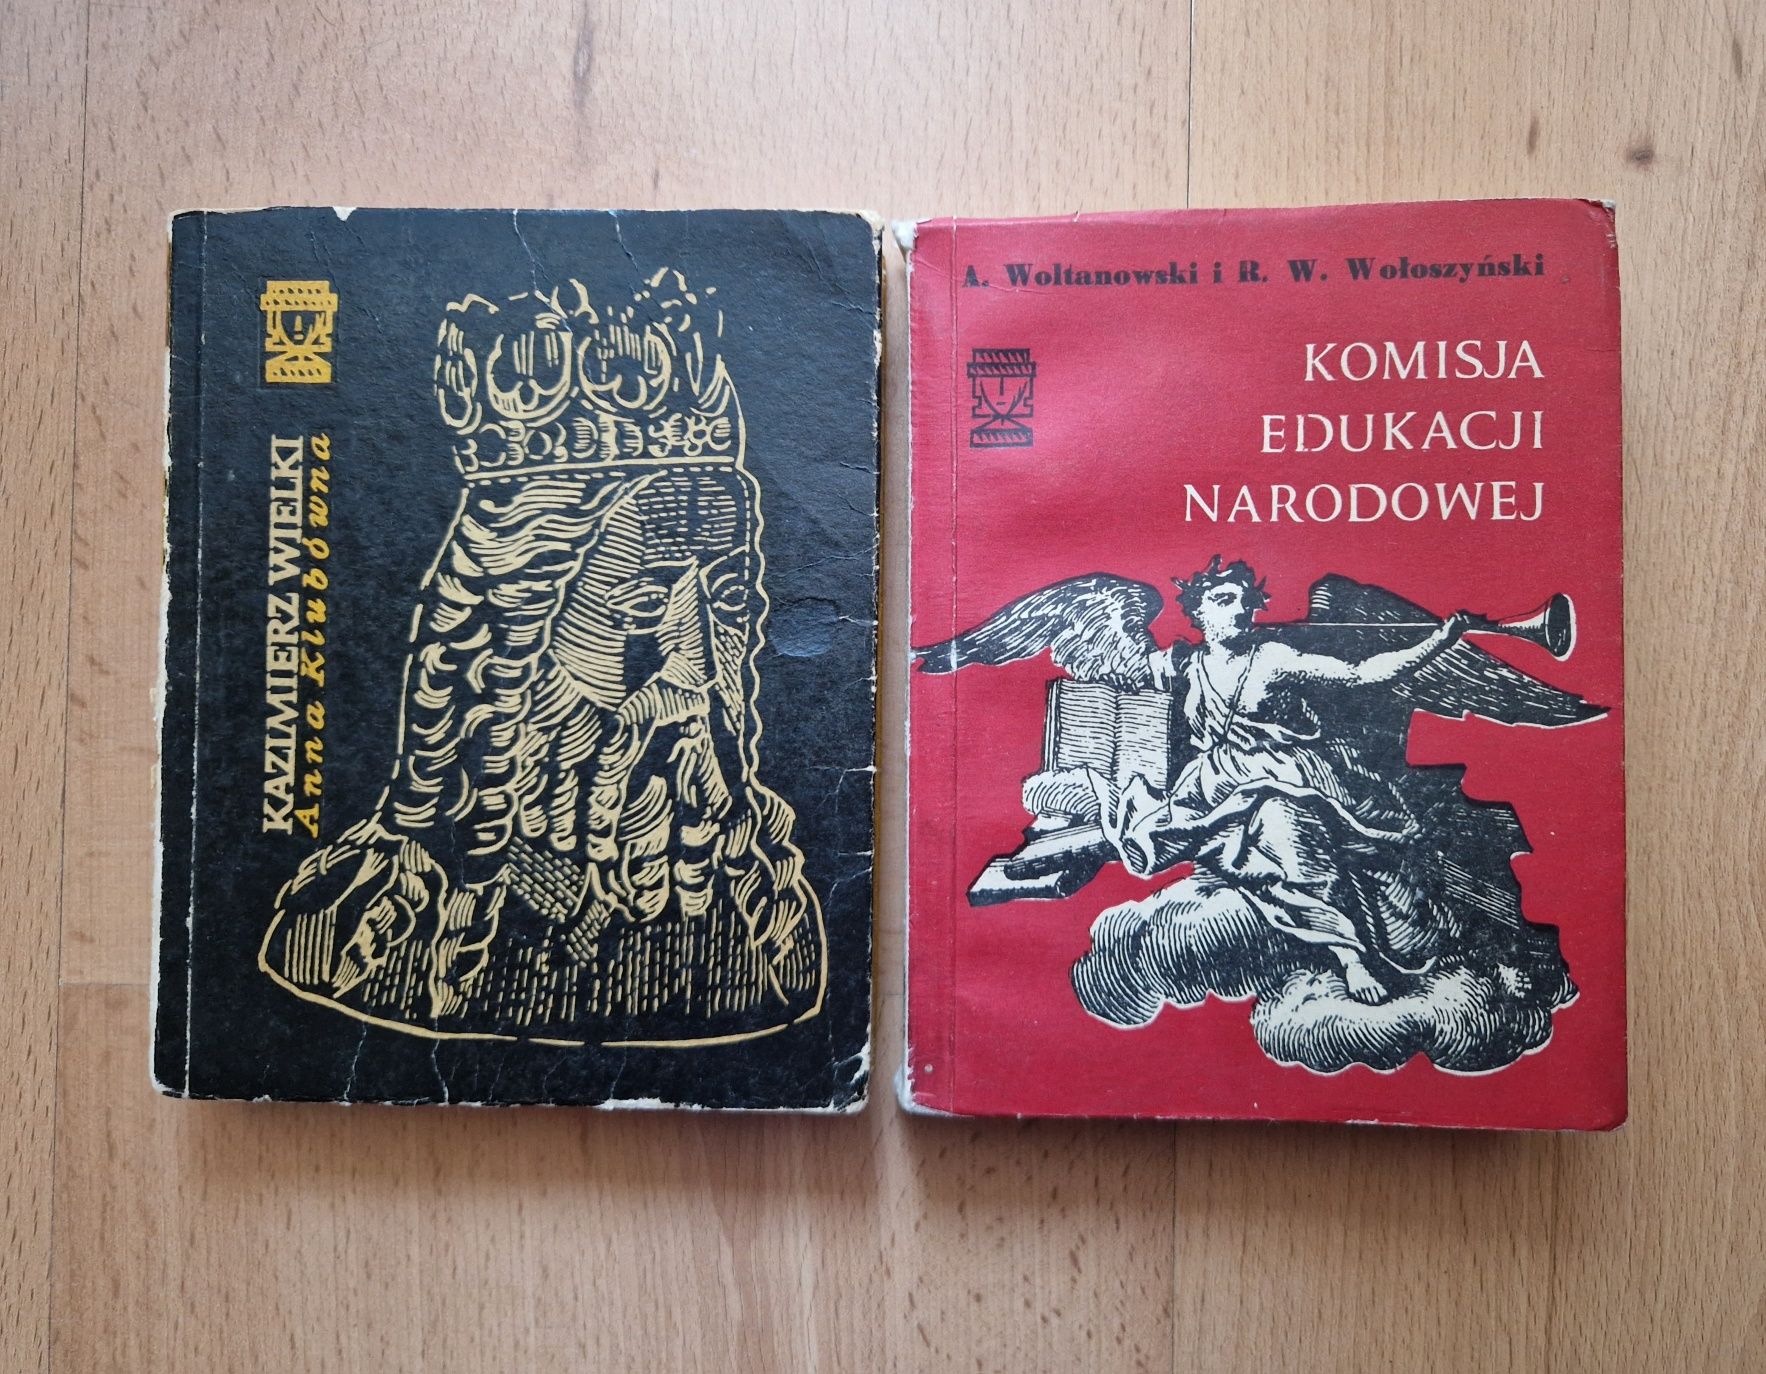 KAZIMIERZ WIELKI
Anna Klubówna
A. Woltanowski i R. W. Wołoszyński
KOMISJA
EDUKACJI
NARODOWEJ